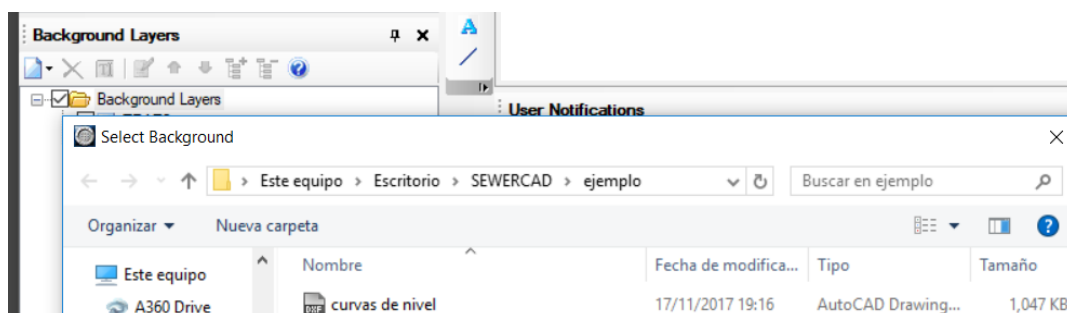 Background Layers
A
Background Layers
User Notifications
Select Background
Este equipo > Escritorio > SEWERCAD > ejemplo
Buscar en ejemplo
Organizar
Nueva carpeta
Nombre
Fecha de modifica...
Tipo
Tamaño
Este equipo
A360 Drive
DXF
curvas de nivel
17/11/2017 19:16
AutoCAD Drawing...
1,047 KB